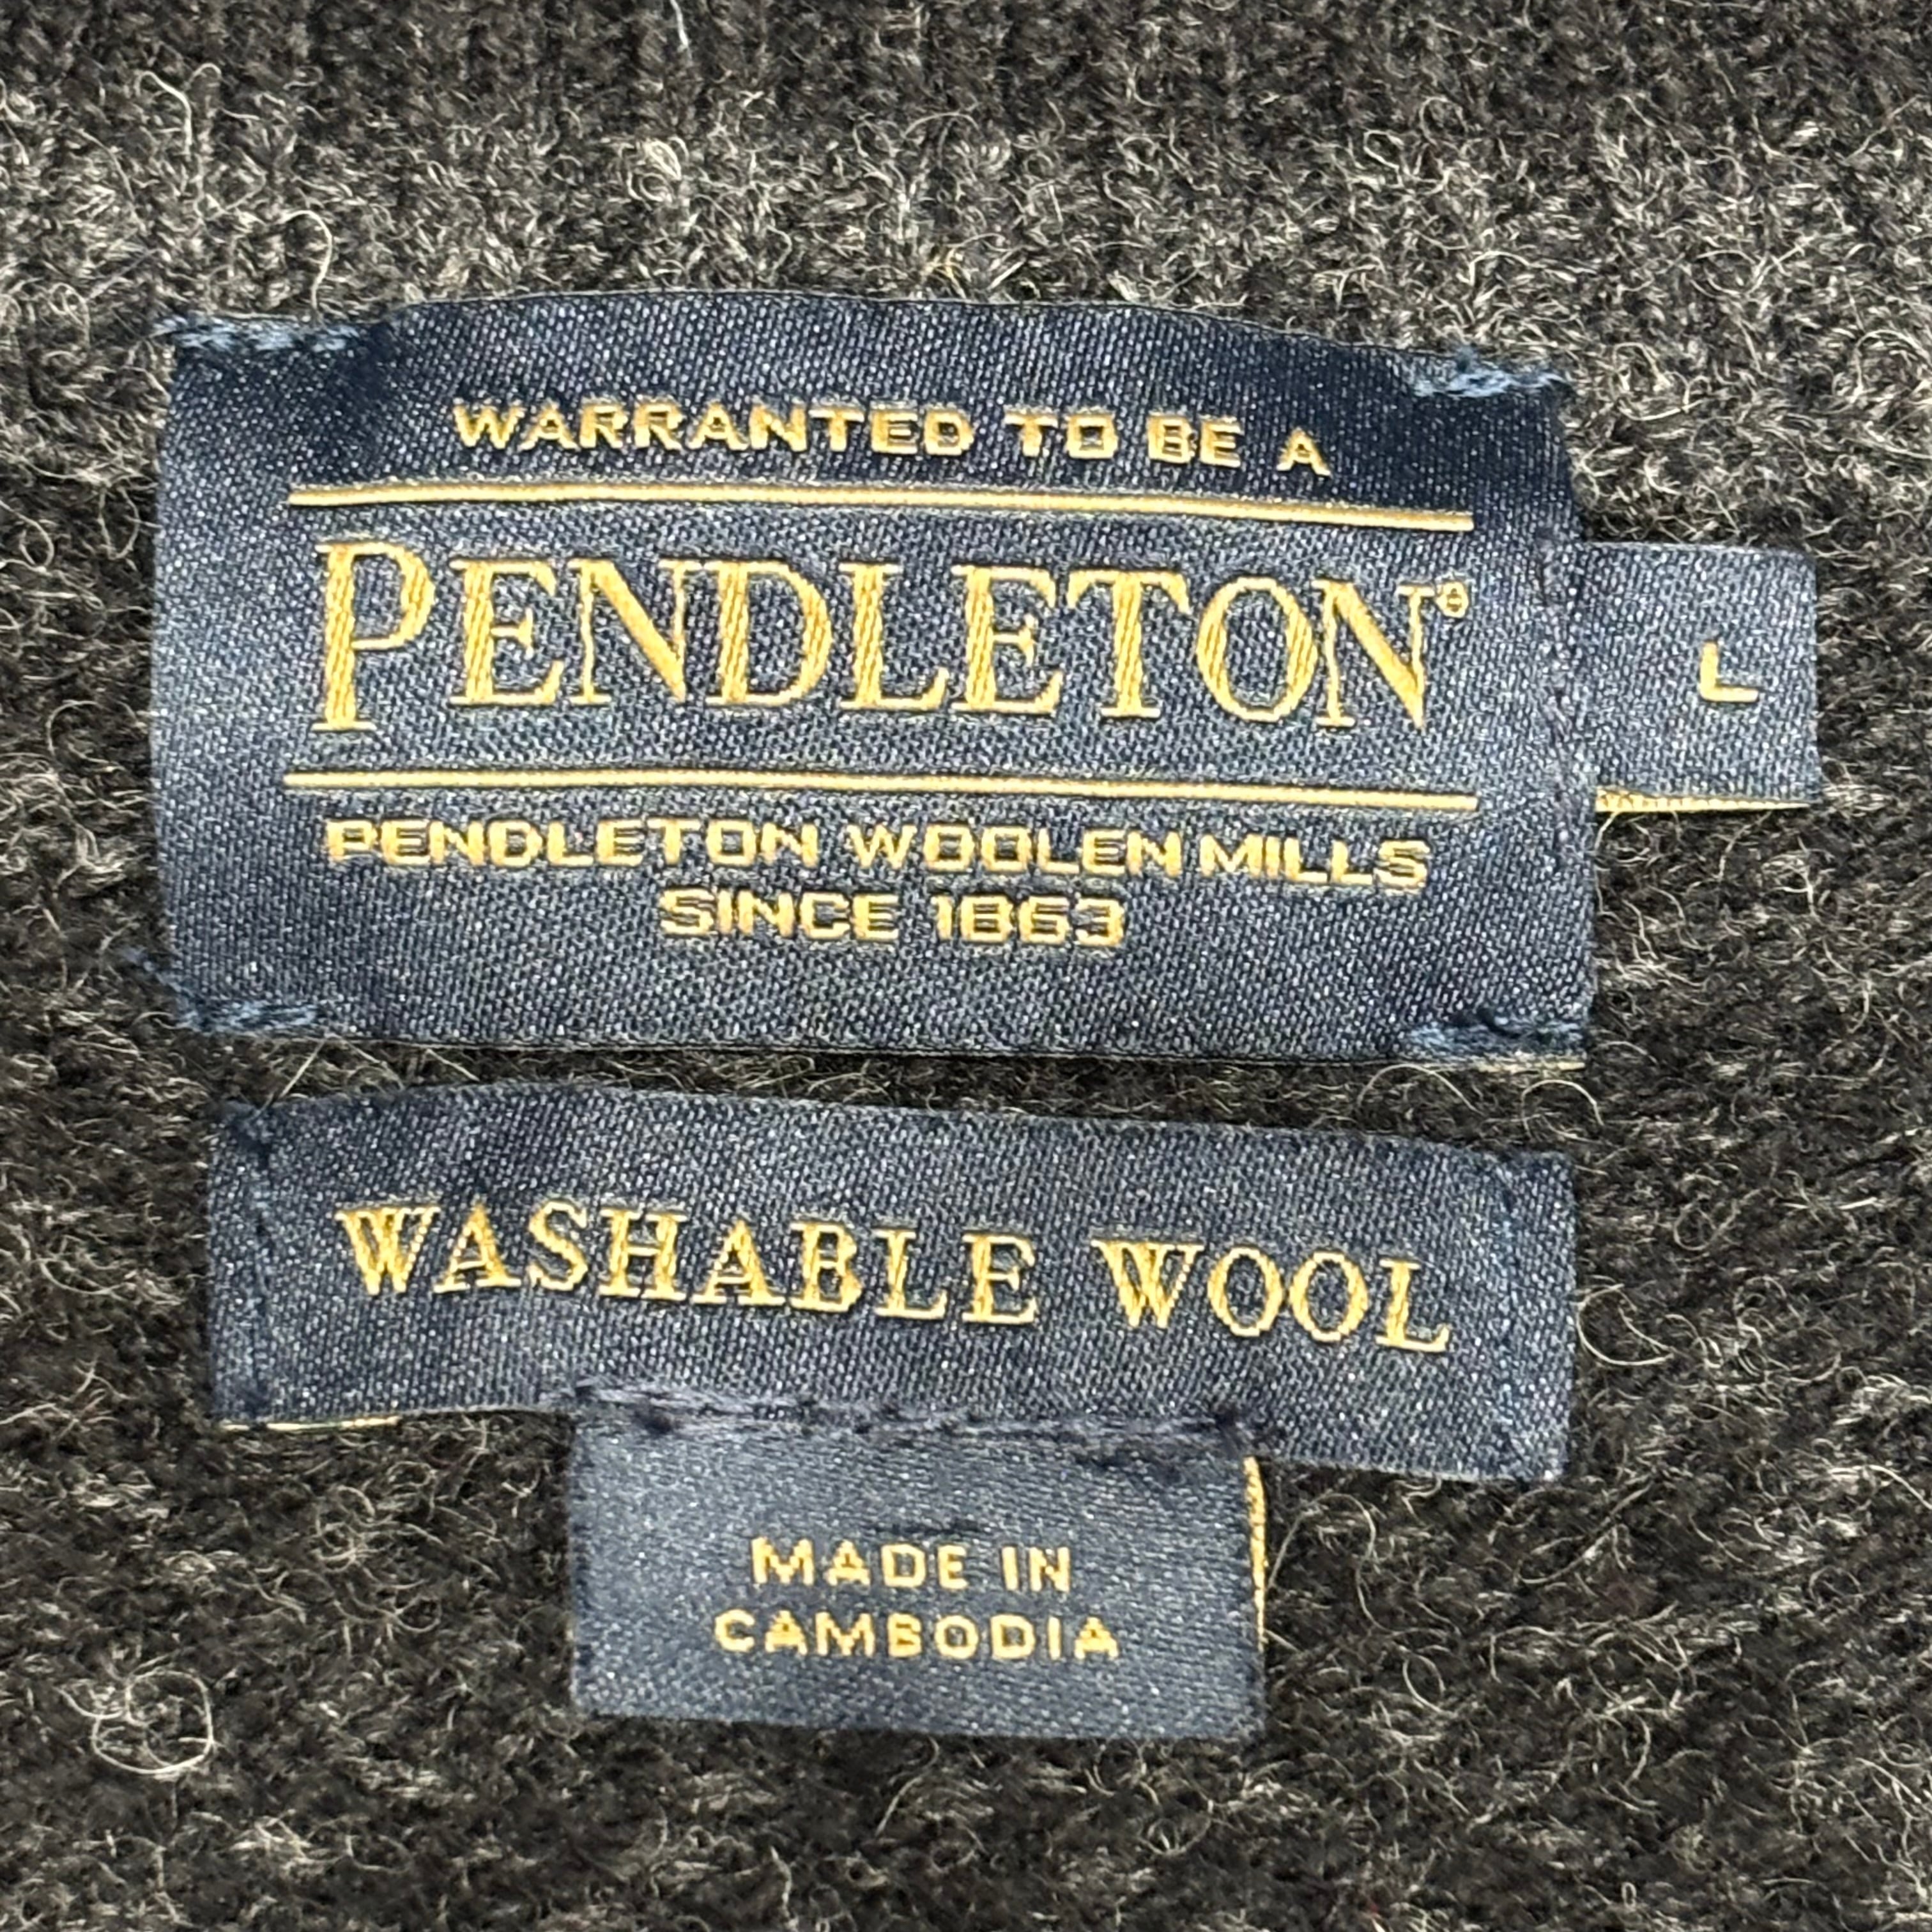 WARRANTED TO BE A
PENDLETON®
L
PENDLETON WOOLEN MILLS
SINCE 1863
WASHABLE WOOL
MADE IN
CAMBODIA